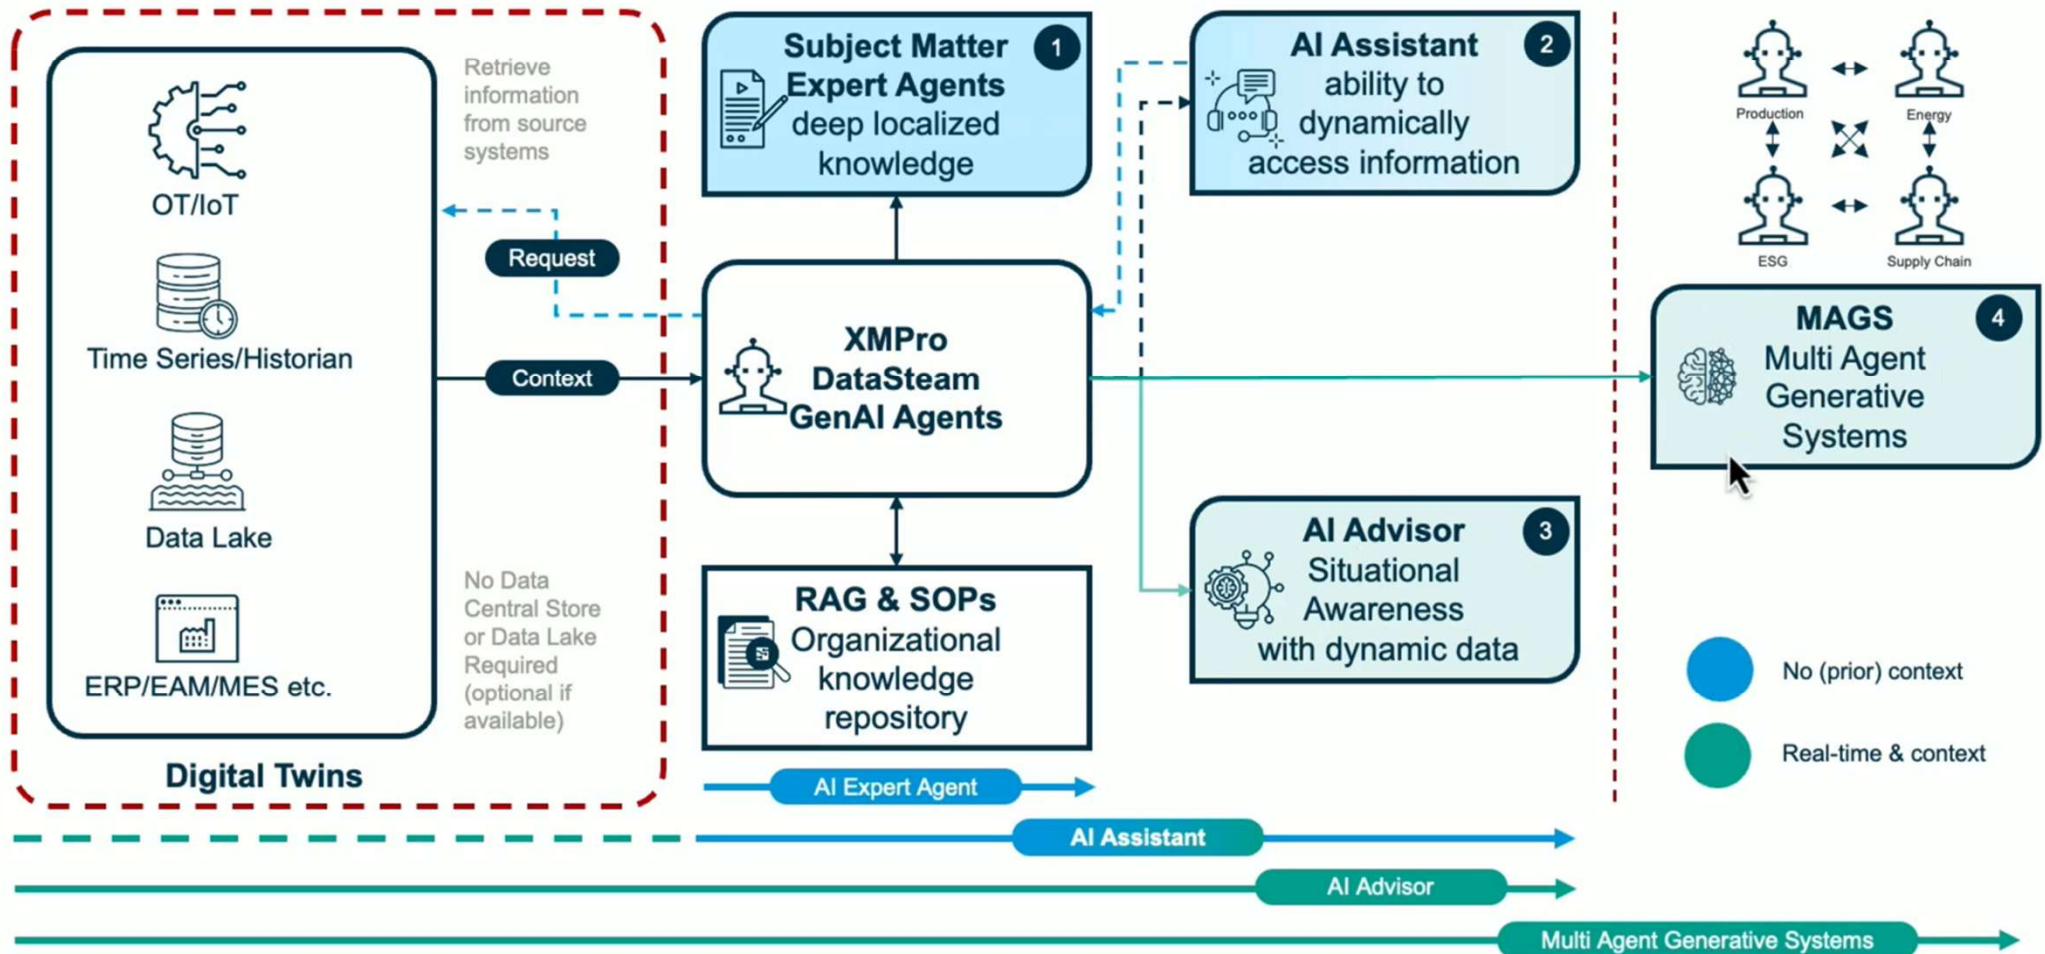 OT/IoT
Time Series/Historian
Data Lake
ERP/EAM/MES etc.
Digital Twins
Retrieve
information
from source
systems
Request
Context
No Data
Central Store
or Data Lake
Required
(optional if
available)
Subject Matter
Expert Agents
deep localized
knowledge
1
XMPro
DataSteam
GenAI Agents
RAG & SOPs
Organizational
knowledge
repository
AI Assistant
ability to
dynamically
access information
2
AI Advisor
Situational
Awareness
with dynamic data
3
Production
Energy
ESG
Supply Chain
MAGS
Multi Agent
Generative
Systems
4
No (prior) context
Real-time & context
AI Expert Agent
AI Assistant
AI Advisor
Multi Agent Generative Systems